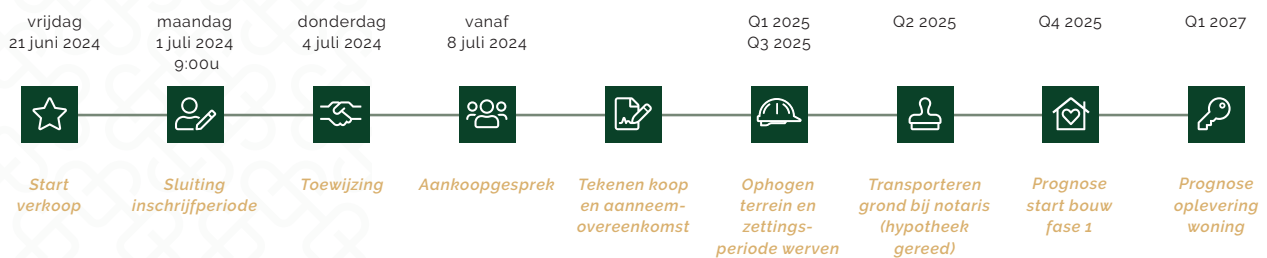 vrijdag
21 juni 2024
maandag
1 juli 2024
9:00u
donderdag
4 juli 2024
vanaf
8 juli 2024
Q1 2025
Q3 2025
Q2 2025
Q4 2025
Q1 2027
Start
verkoop
Sluiting
inschrijfperiode
Toewijzing
Aankoopgesprek
Tekenen koop
en aanneem-
overeenkomst
Ophogen
terrein en
zettings-
periode werven
Transporteren
grond bij notaris
(hypotheek
gereed)
Prognose
start bouw
fase 1
Prognose
oplevering
woning